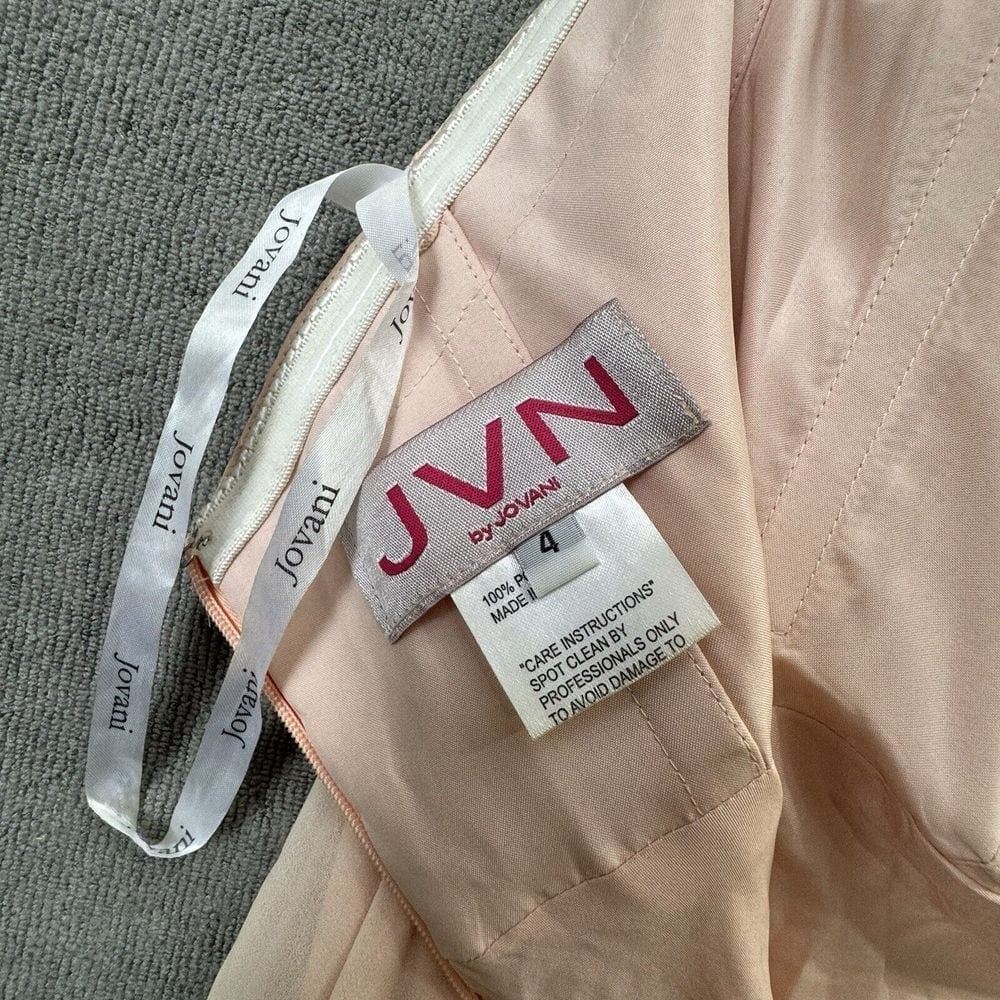 Jovani
Jovani
Jovani
Jovani
Jovani
JVN
by JOVANI
4
100%
MADE
"CARE INSTRUCTIONS"
SPOT CLEAN BY
PROFESSIONALS ONLY
TO AVOID DAMAGE TO